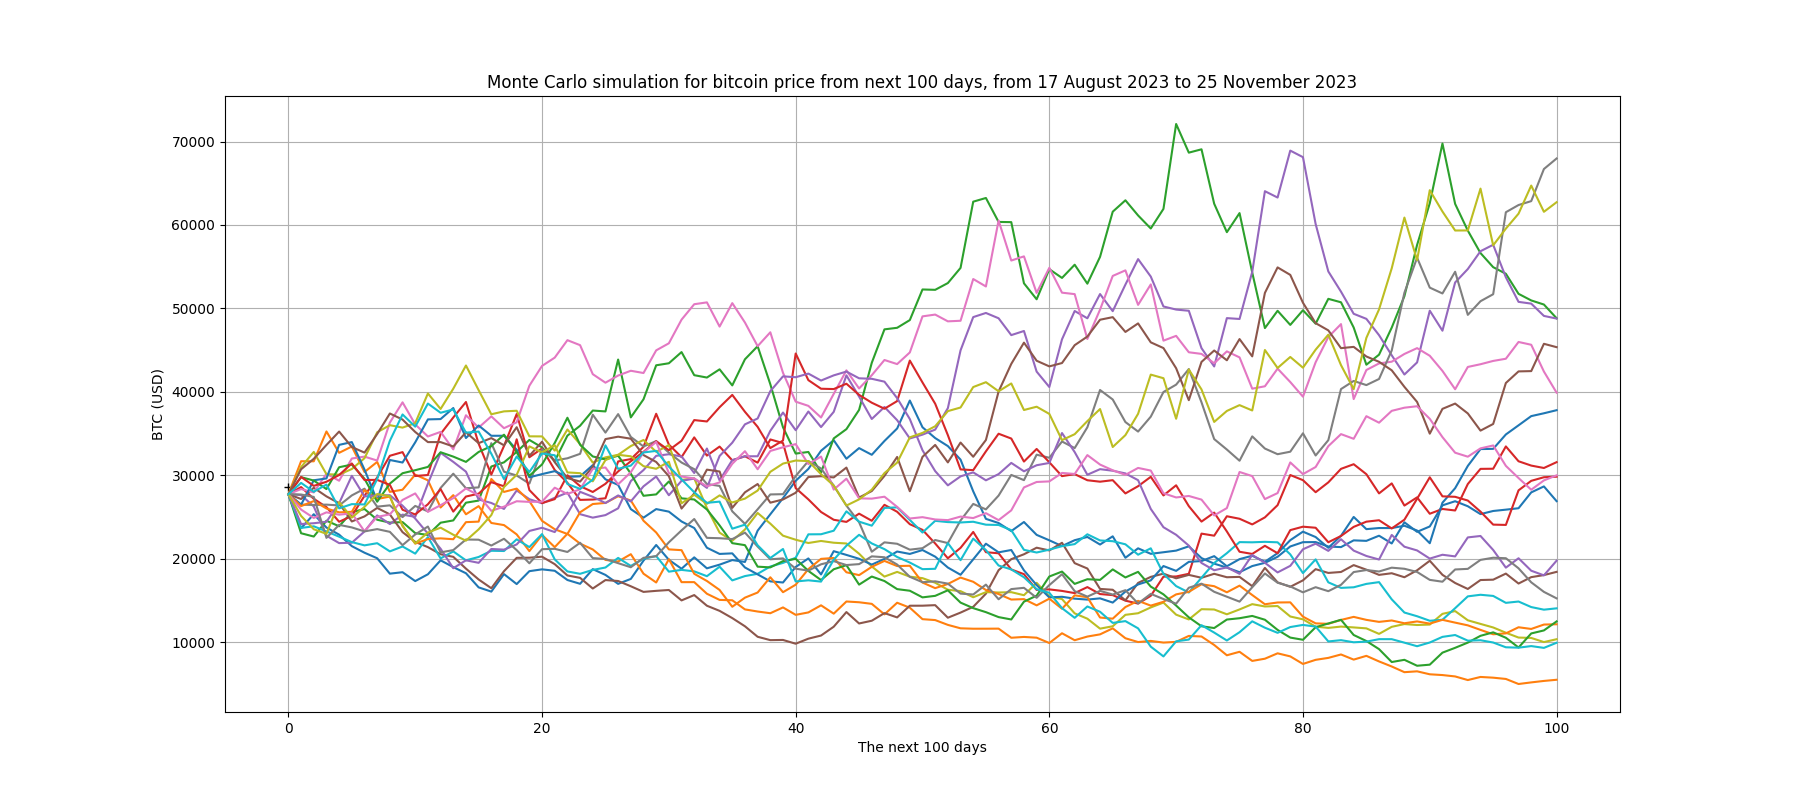 Monte Carlo simulation for bitcoin price from next 100 days, from 17 August 2023 to 25 November 2023
70000
60000
50000
40000
30000
20000
10000
BTC (USD)
0 20 40 60 80 100
The next 100 days